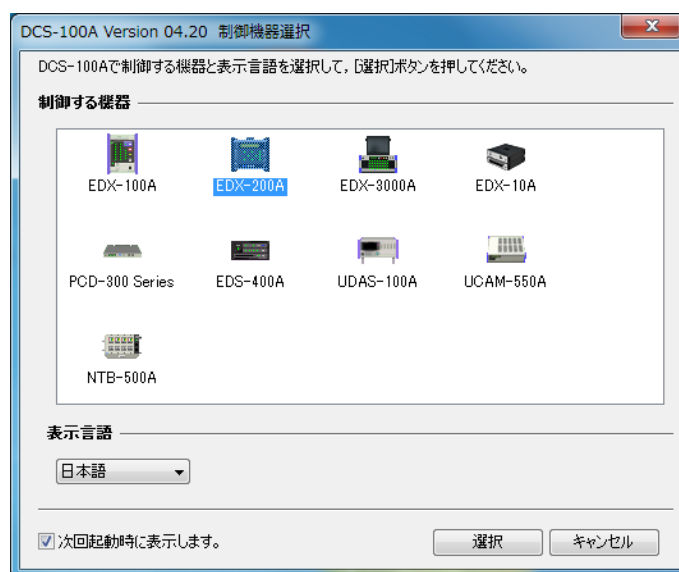 DCS-100A Version 04.20 制御機器選択
DCS-100Aで制御する機器と表示言語を選択して，[選択]ボタンを押してください。
制御する機器
EDX-100A EDX-200A EDX-3000A EDX-10A
PCD-300 Series EDS-400A UDAS-100A UCAM-550A
NTB-500A
表示言語
日本語
次回起動時に表示します。
選択 キャンセル